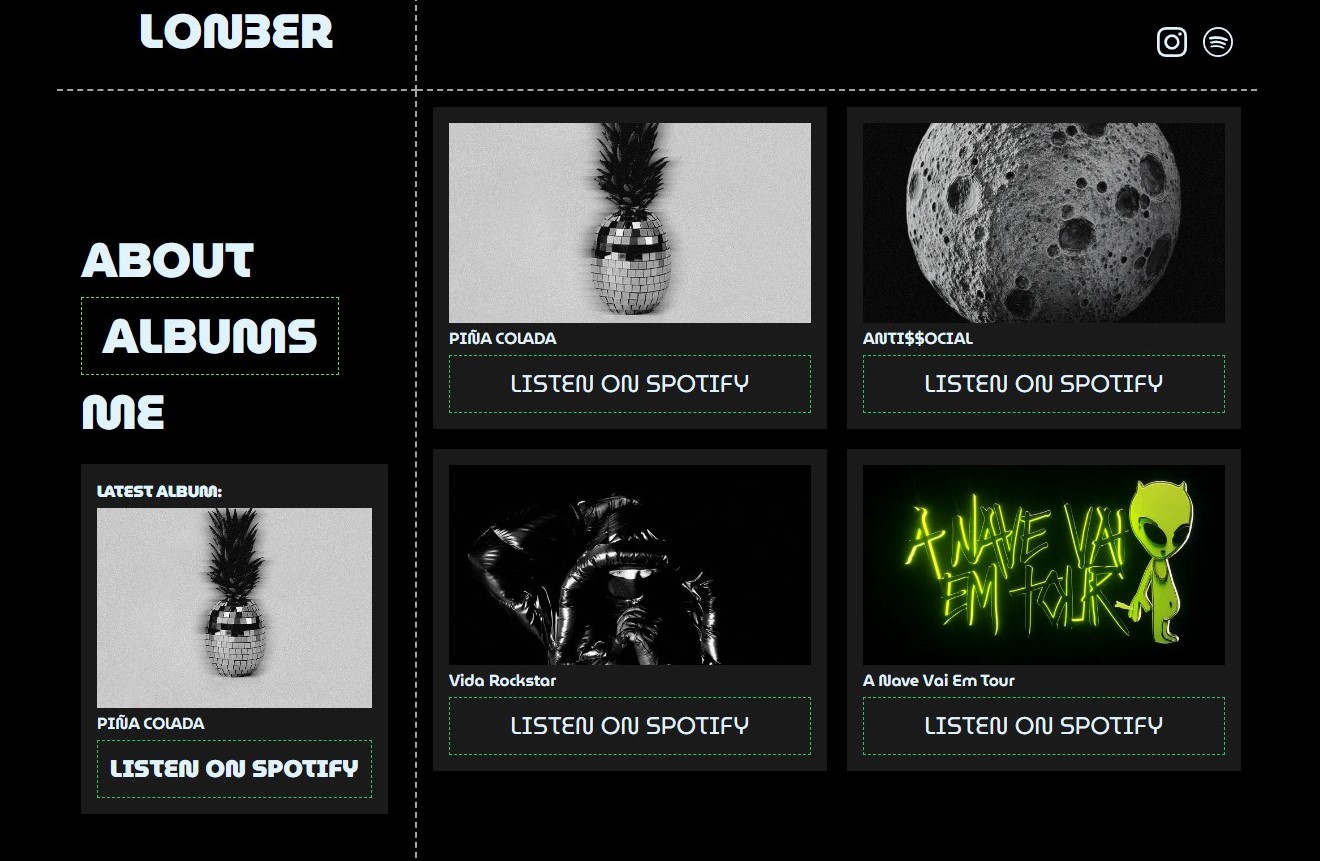 LONBER
ABOUT
ALBUMS
ME
LATEST ALBUM:
PIÑA COLADA
LISTEN ON SPOTIFY
PIÑA COLADA
LISTEN ON SPOTIFY
ANTI$$OCIAL
LISTEN ON SPOTIFY
Vida Rockstar
LISTEN ON SPOTIFY
A NAVE VAI
EM TOUR
A Nave Vai Em Tour
LISTEN ON SPOTIFY